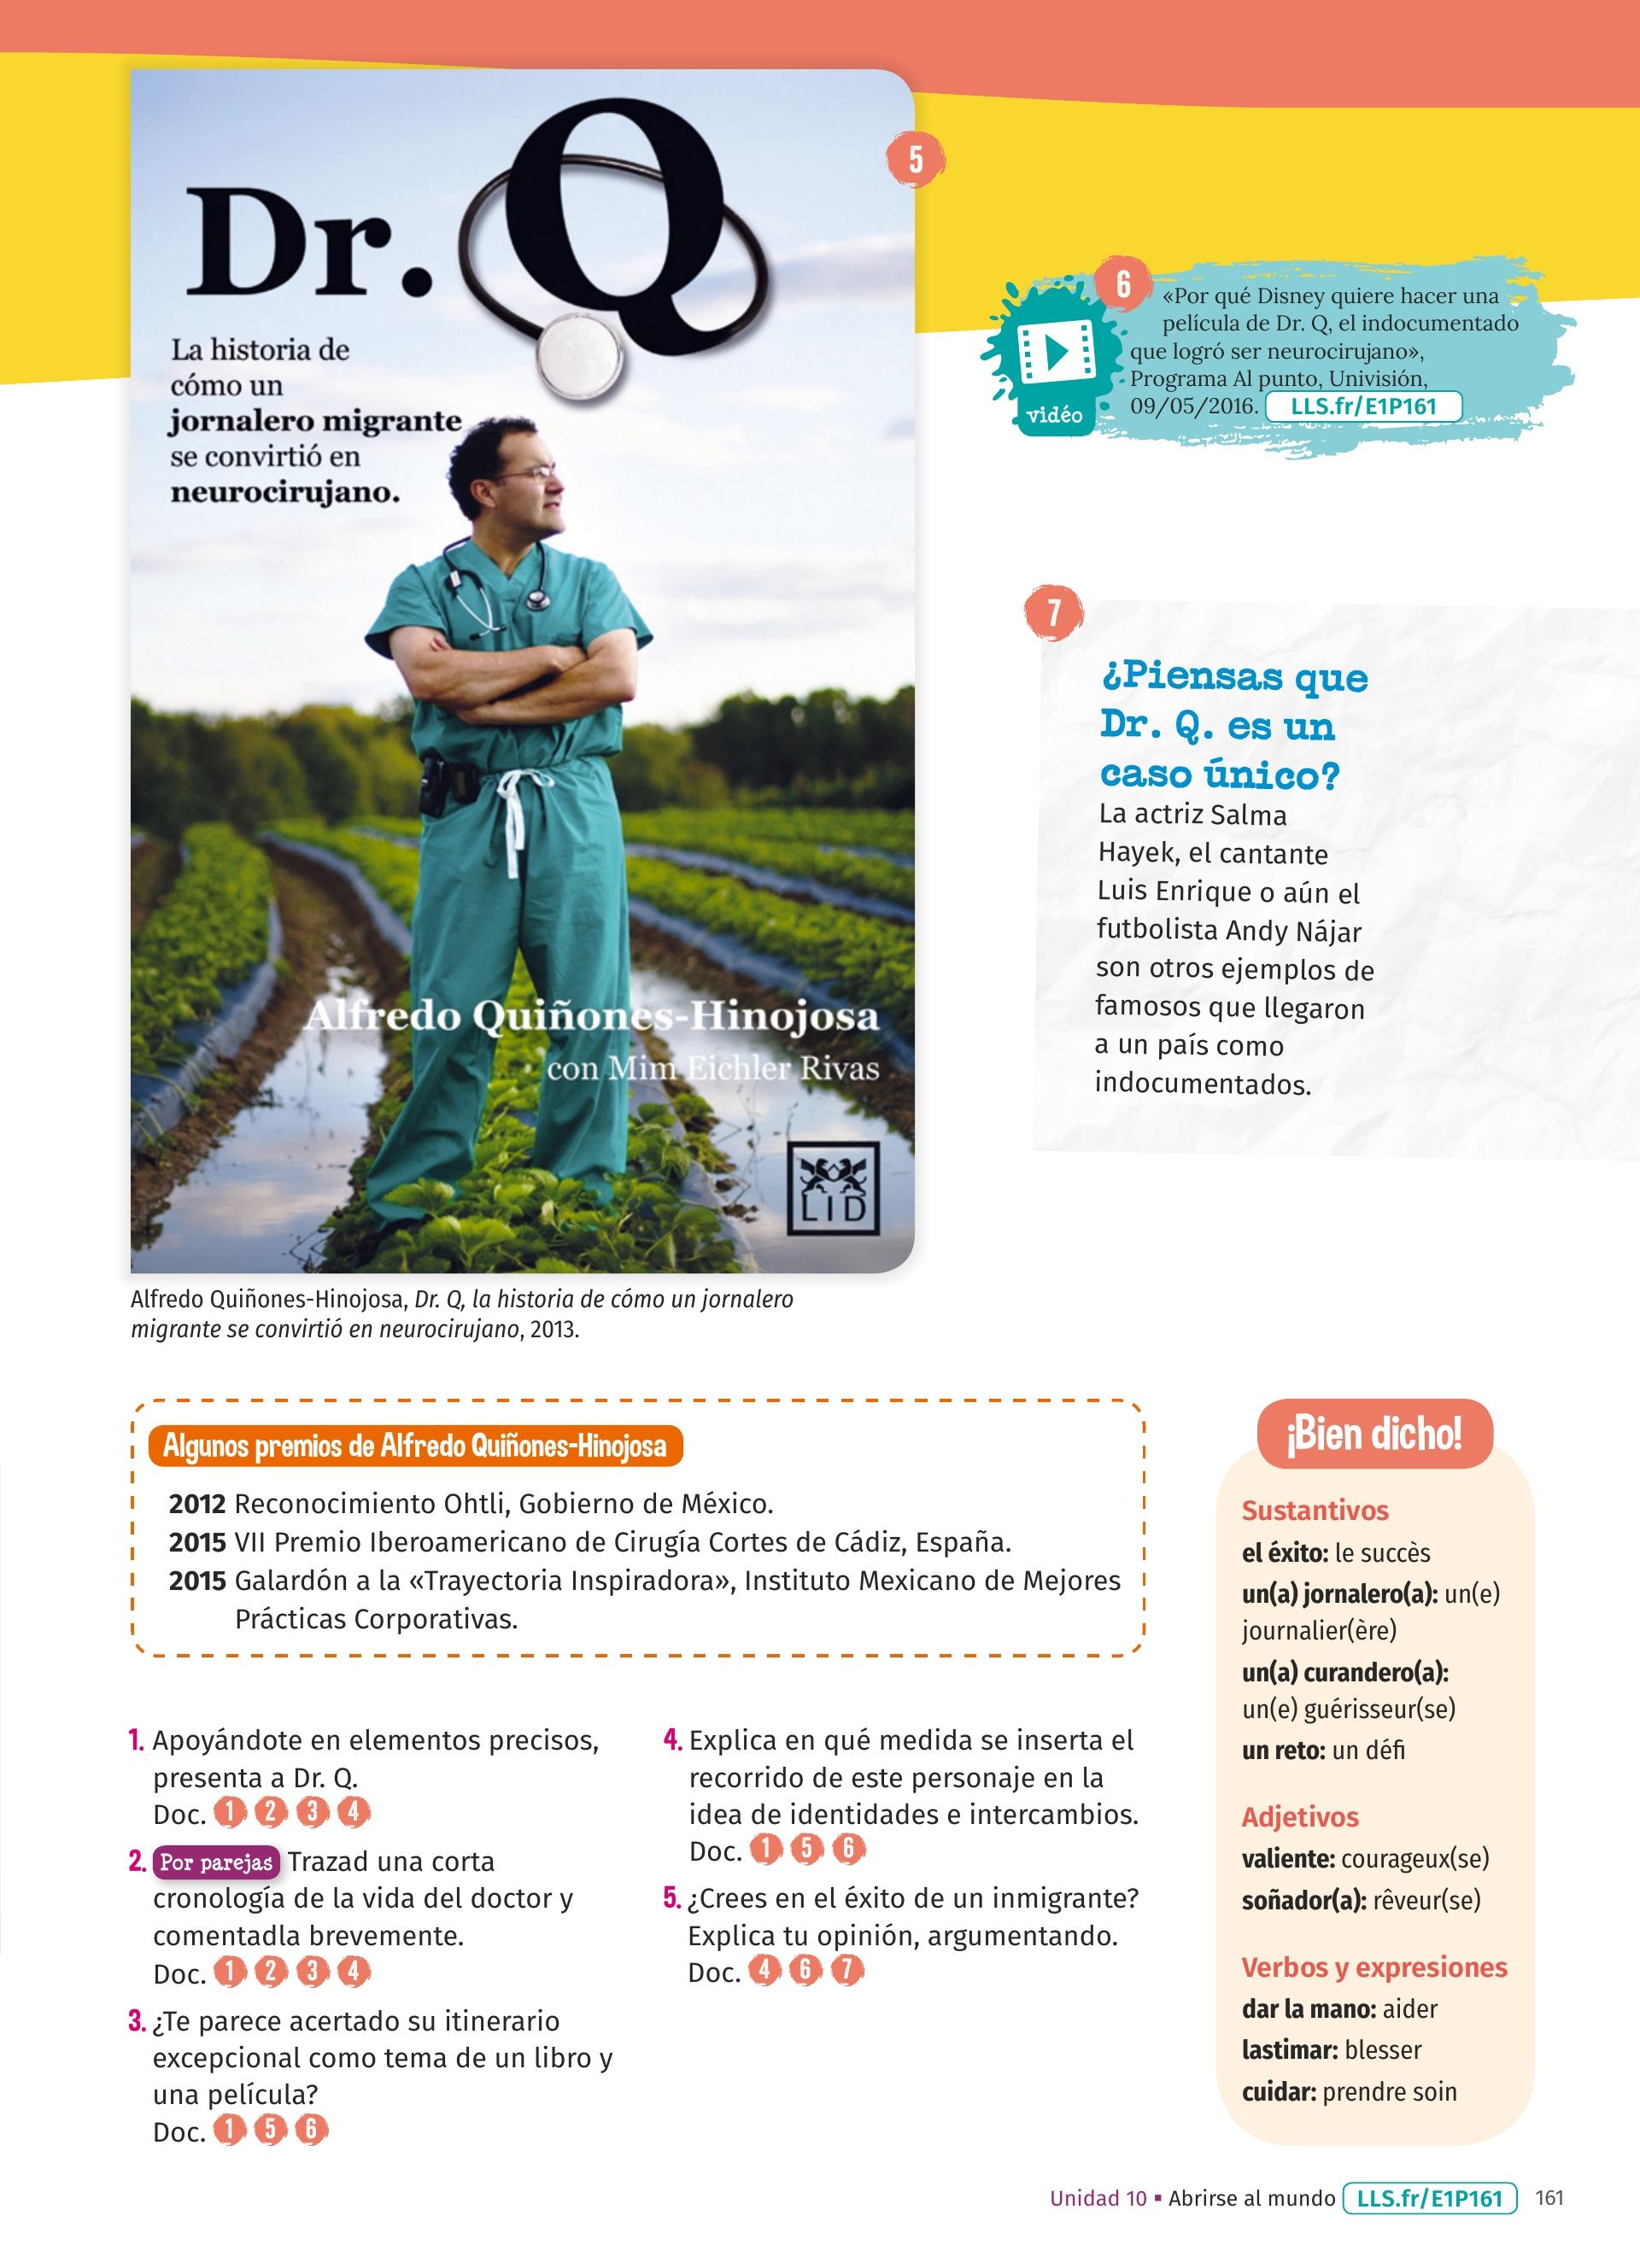 Dr. Q
La historia de
cómo un
jornalero migrante
se convirtió en
neurocirujano.
Alfredo Quiñones-Hinojosa
con Mim Eichler Rivas
LID
5
Alfredo Quiñones-Hinojosa, Dr. Q, la historia de cómo un jornalero
migrante se convirtió en neurocirujano, 2013.
6
vidéo
«Por qué Disney quiere hacer una
película de Dr. Q, el indocumentado
que logró ser neurocirujano»,
Programa Al punto, Univisión,
09/05/2016. LLS.fr/E1P161
7
¿Piensas que
Dr. Q. es un
caso único?
La actriz Salma
Hayek, el cantante
Luis Enrique o aún el
futbolista Andy Nájar
son otros ejemplos de
famosos que llegaron
a un país como
indocumentados.
Algunos premios de Alfredo Quiñones-Hinojosa
2012 Reconocimiento Ohtli, Gobierno de México.
2015 VII Premio Iberoamericano de Cirugía Cortes de Cádiz, España.
2015 Galardón a la «Trayectoria Inspiradora», Instituto Mexicano de Mejores
Prácticas Corporativas.
1. Apoyándote en elementos precisos,
presenta a Dr. Q.
Doc. 1 2 3 4
2. Por parejas Trazad una corta
cronología de la vida del doctor y
comentadla brevemente.
Doc. 1 2 3 4
3. ¿Te parece acertado su itinerario
excepcional como tema de un libro y
una película?
Doc. 1 5 6
4. Explica en qué medida se inserta el
recorrido de este personaje en la
idea de identidades e intercambios.
Doc. 1 5 6
5. ¿Crees en el éxito de un inmigrante?
Explica tu opinión, argumentando.
Doc. 4 6 7
¡Bien dicho!
Sustantivos
el éxito: le succès
un(a) jornalero(a): un(e)
journalier(ère)
un(a) curandero(a):
un(e) guérisseur(se)
un reto: un défi
Adjetivos
valiente: courageux(se)
soñador(a): rêveur(se)
Verbos y expresiones
dar la mano: aider
lastimar: blesser
cuidar: prendre soin
Unidad 10 ▪ Abrirse al mundo LLS.fr/E1P161 161